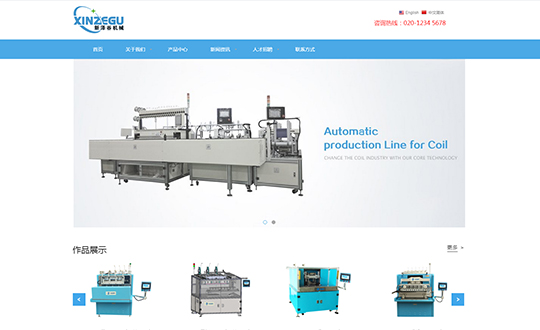 XINZEGU
新泽谷机械
English 中文版本
咨询热线：020-1234 5678
首页 关于我们 产品中心 新闻资讯 人才招聘 联系方式
Automatic
production Line for Coil
CHANGE THE COIL INDUSTRY WITH OUR CORE TECHNOLOGY
作品展示
更多 +